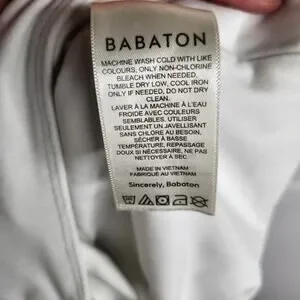 BABATON
MACHINE WASH COLD WITH LIKE
COLOURS, ONLY NON-CHLORINE
BLEACH WHEN NEEDED,
TUMBLE DRY LOW, COOL IRON
ONLY IF NEEDED, DO NOT DRY
CLEAN.
LAVER À LA MACHINE À L'EAU
FROIDE AVEC COULEURS
SEMBLABLES, UTILISER
SEULEMENT UN JAVELLISANT
SANS CHLORE AU BESOIN,
SÉCHER À BASSE
TEMPÉRATURE, REPASSAGE
DOUX SI NÉCESSAIRE, NE PAS
NETTOYER À SEC.
MADE IN VIETNAM
FABRIQUÉ AU VIETNAM
Sincerely, Babaton